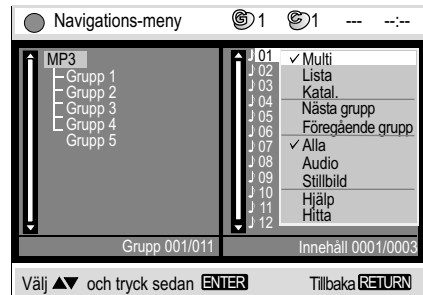 Navigations-meny G 1 C 1 --- --:--
MP3
Grupp 1
Grupp 2
Grupp 3
Grupp 4
Grupp 5
Grupp 001/011
01
02
03
04
05
06
07
08
09
10
11
12
✓ Multi
Lista
Katal.
Nästa grupp
Föregående grupp
✓ Alla
Audio
Stillbild
Hjälp
Hitta
Innehåll 0001/0003
Välj ▲▼ och tryck sedan ENTER Tillbaka RETURN